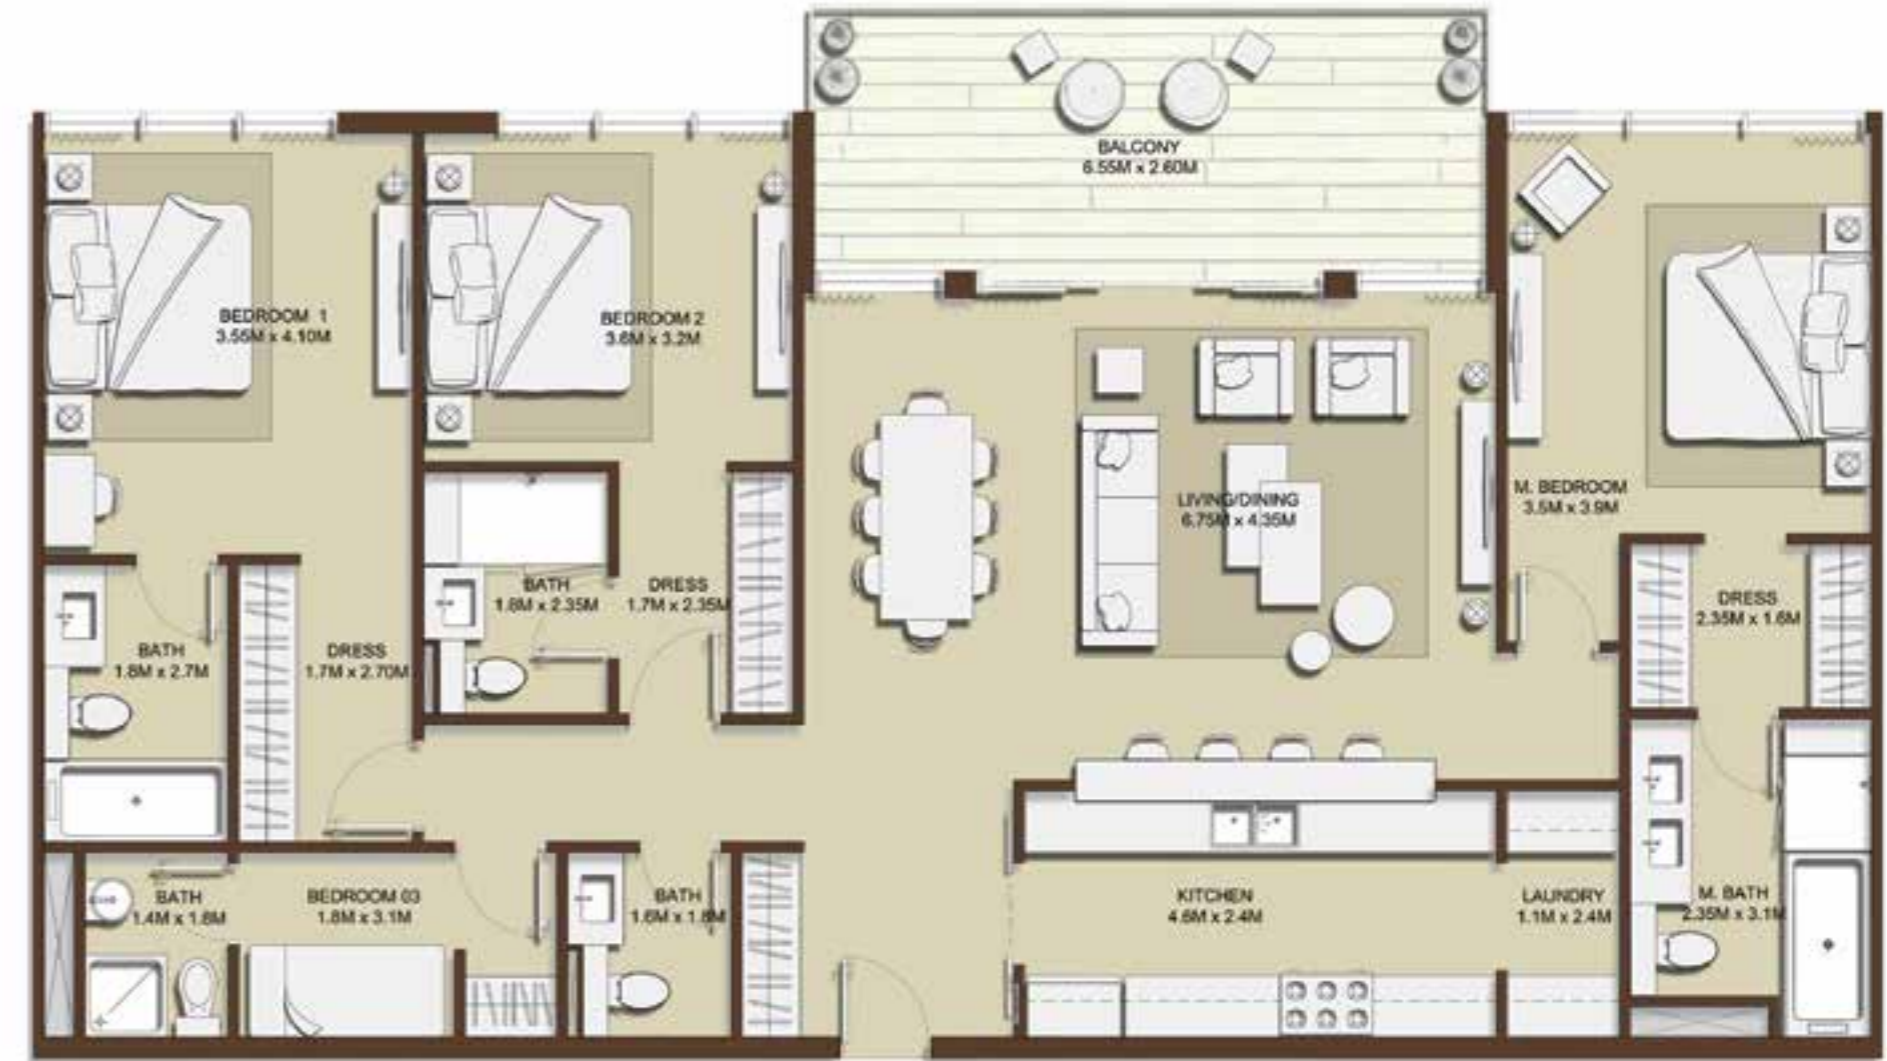 BALCONY
6.55M x 2.60M
BEDROOM 1
3.55M x 4.10M
BEDROOM 2
3.6M x 3.2M
M. BEDROOM
3.5M x 3.9M
LIVING/DINING
6.75M x 4.35M
BATH
1.8M x 2.35M
DRESS
1.7M x 2.35M
DRESS
2.35M x 1.6M
BATH
1.8M x 2.7M
DRESS
1.7M x 2.70M
BATH
1.4M x 1.8M
BEDROOM 03
1.8M x 3.1M
BATH
1.6M x 1.8M
KITCHEN
4.6M x 2.4M
LAUNDRY
1.1M x 2.4M
M. BATH
2.35M x 3.1M